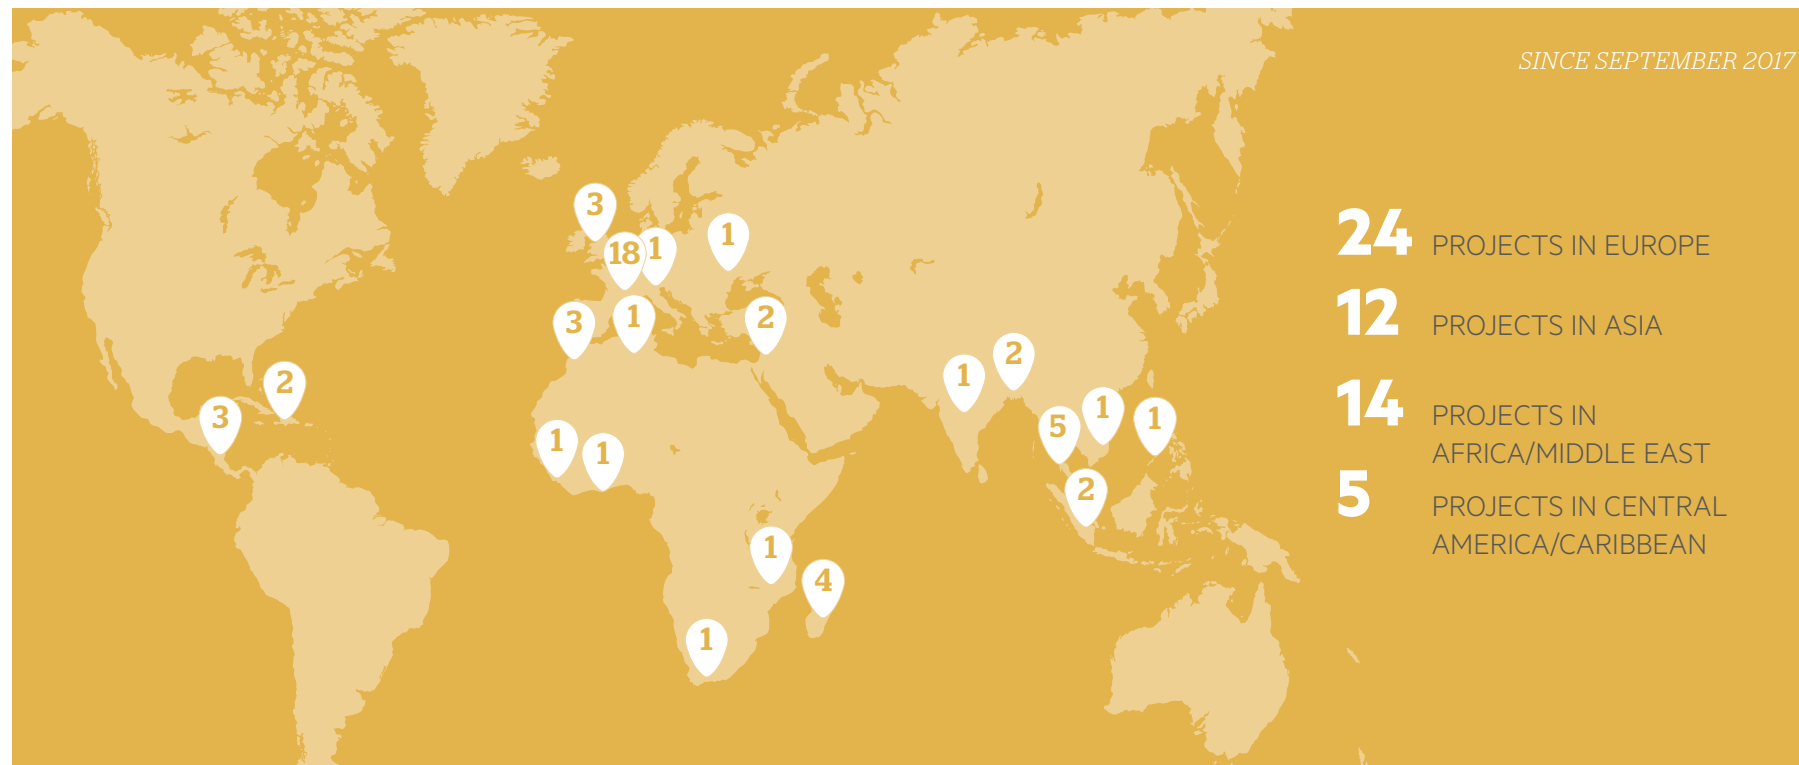 SINCE SEPTEMBER 2017
3
18
1
1
3
1
2
2
3
1
1
1
4
1
1
2
5
1
1
2
24 PROJECTS IN EUROPE
12 PROJECTS IN ASIA
14 PROJECTS IN
AFRICA/MIDDLE EAST
5 PROJECTS IN CENTRAL
AMERICA/CARIBBEAN